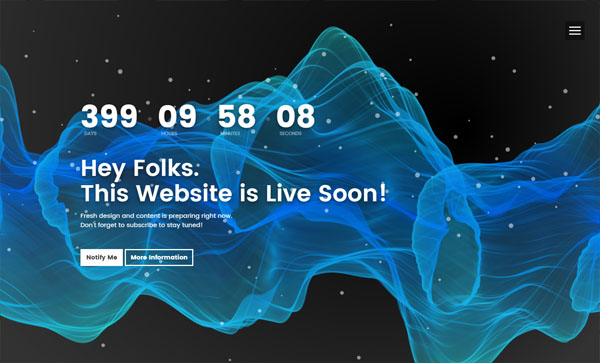 399 09 58 08
DAYS HOURS MINUTES SECONDS
Hey Folks.
This Website is Live Soon!
Fresh design and content is preparing right now.
Don't forget to subscribe to stay tuned!
Notify Me More Information